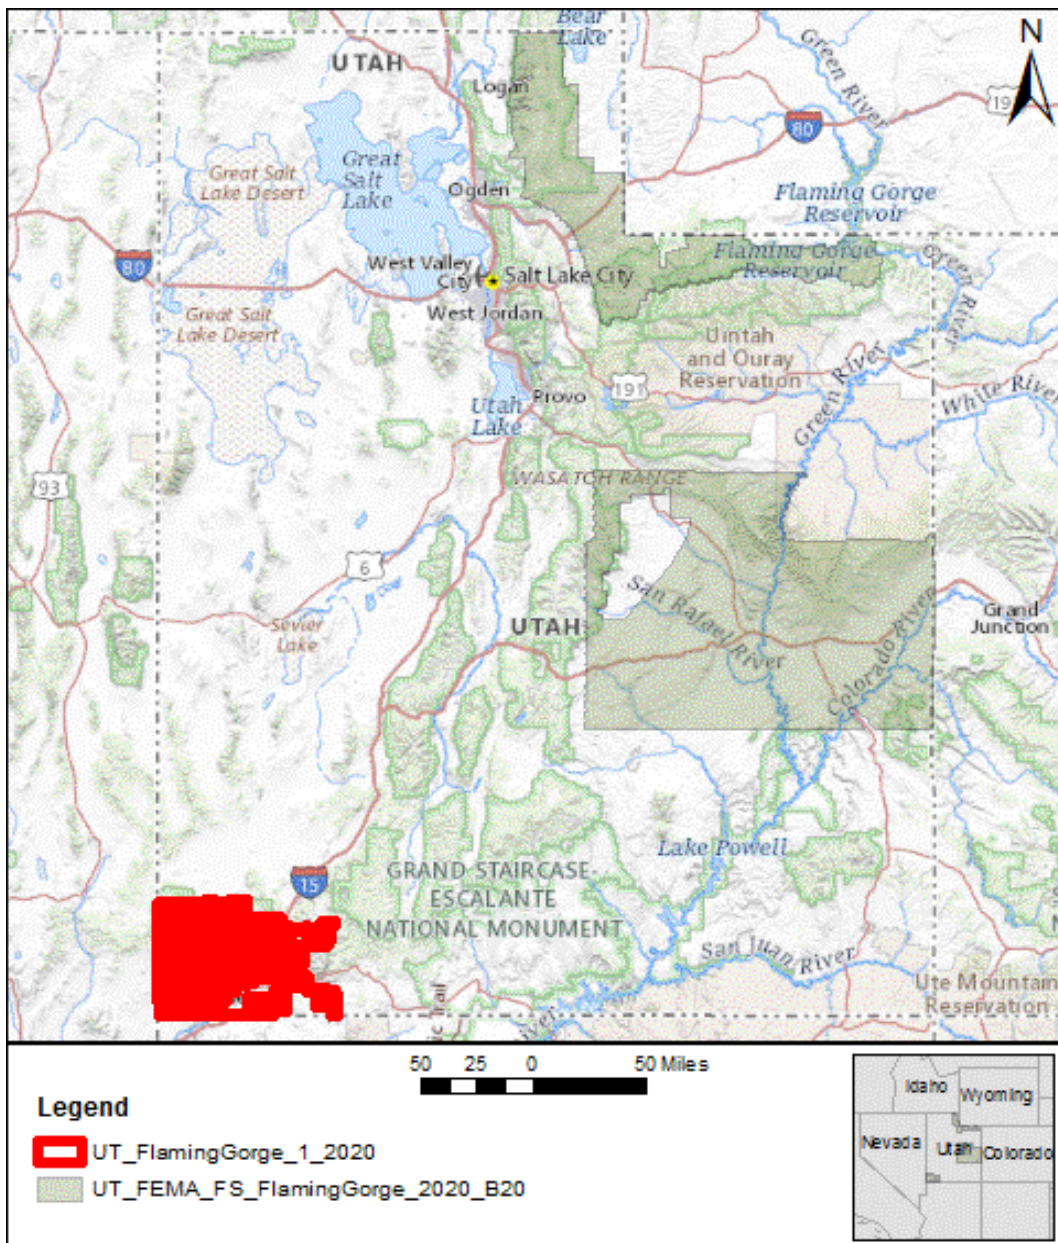 Bear
Lake
N
UTAH
Green River
Logan
19
80
Great Salt
Lake Desert
Great
Salt
Lake
Ogden
Flaming Gorge
Reservoir
80
West Valley
City
Salt Lake City
Flaming Gorge
Reservoir
Green River
West Jordan
Great Salt
Lake Desert
Uintah
and Ouray
Reservation
Green River
191
Provo
White River
Utah
Lake
93
WASATCH RANGE
6
San Rafael River
Sevier
Lake
UTAH
Grand
Junction
Colorado River
Lake Powell
15
GRAND STAIRCASE-
ESCALANTE
NATIONAL MONUMENT
San Juan River
Ute Mountain
Reservation
Trail
River
50 25 0 50 Miles
Legend
UT_FlamingGorge_1_2020
UT_FEMA_FS_FlamingGorge_2020_B20
Idaho
Wyoming
Nevada
Utah
Colorado